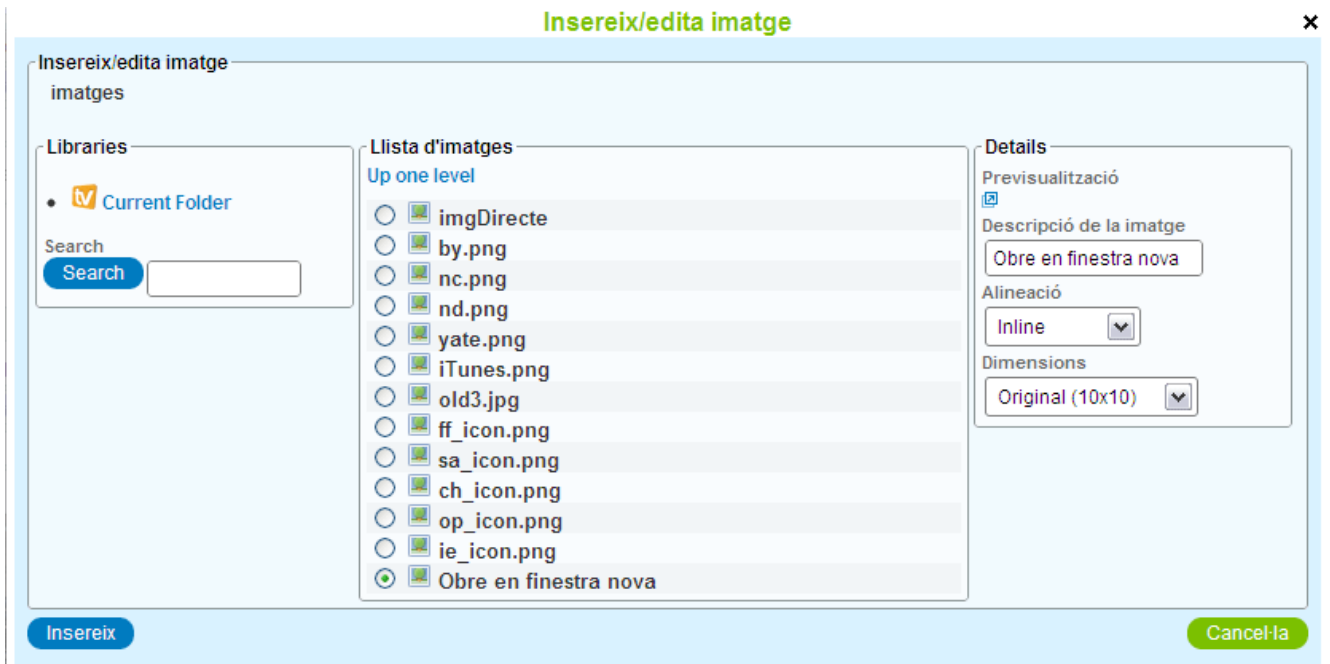 Insereix/edita imatge
Insereix/edita imatge
imatges
Libraries
tv Current Folder
Search
Search
Llista d'imatges
Up one level
imgDirecte
by.png
nc.png
nd.png
yate.png
iTunes.png
old3.jpg
ff_icon.png
sa_icon.png
ch_icon.png
op_icon.png
ie_icon.png
Obre en finestra nova
Details
Previsualització
Descripció de la imatge
Obre en finestra nova
Alineació
Inline
Dimensions
Original (10x10)
Insereix
Cancel·la